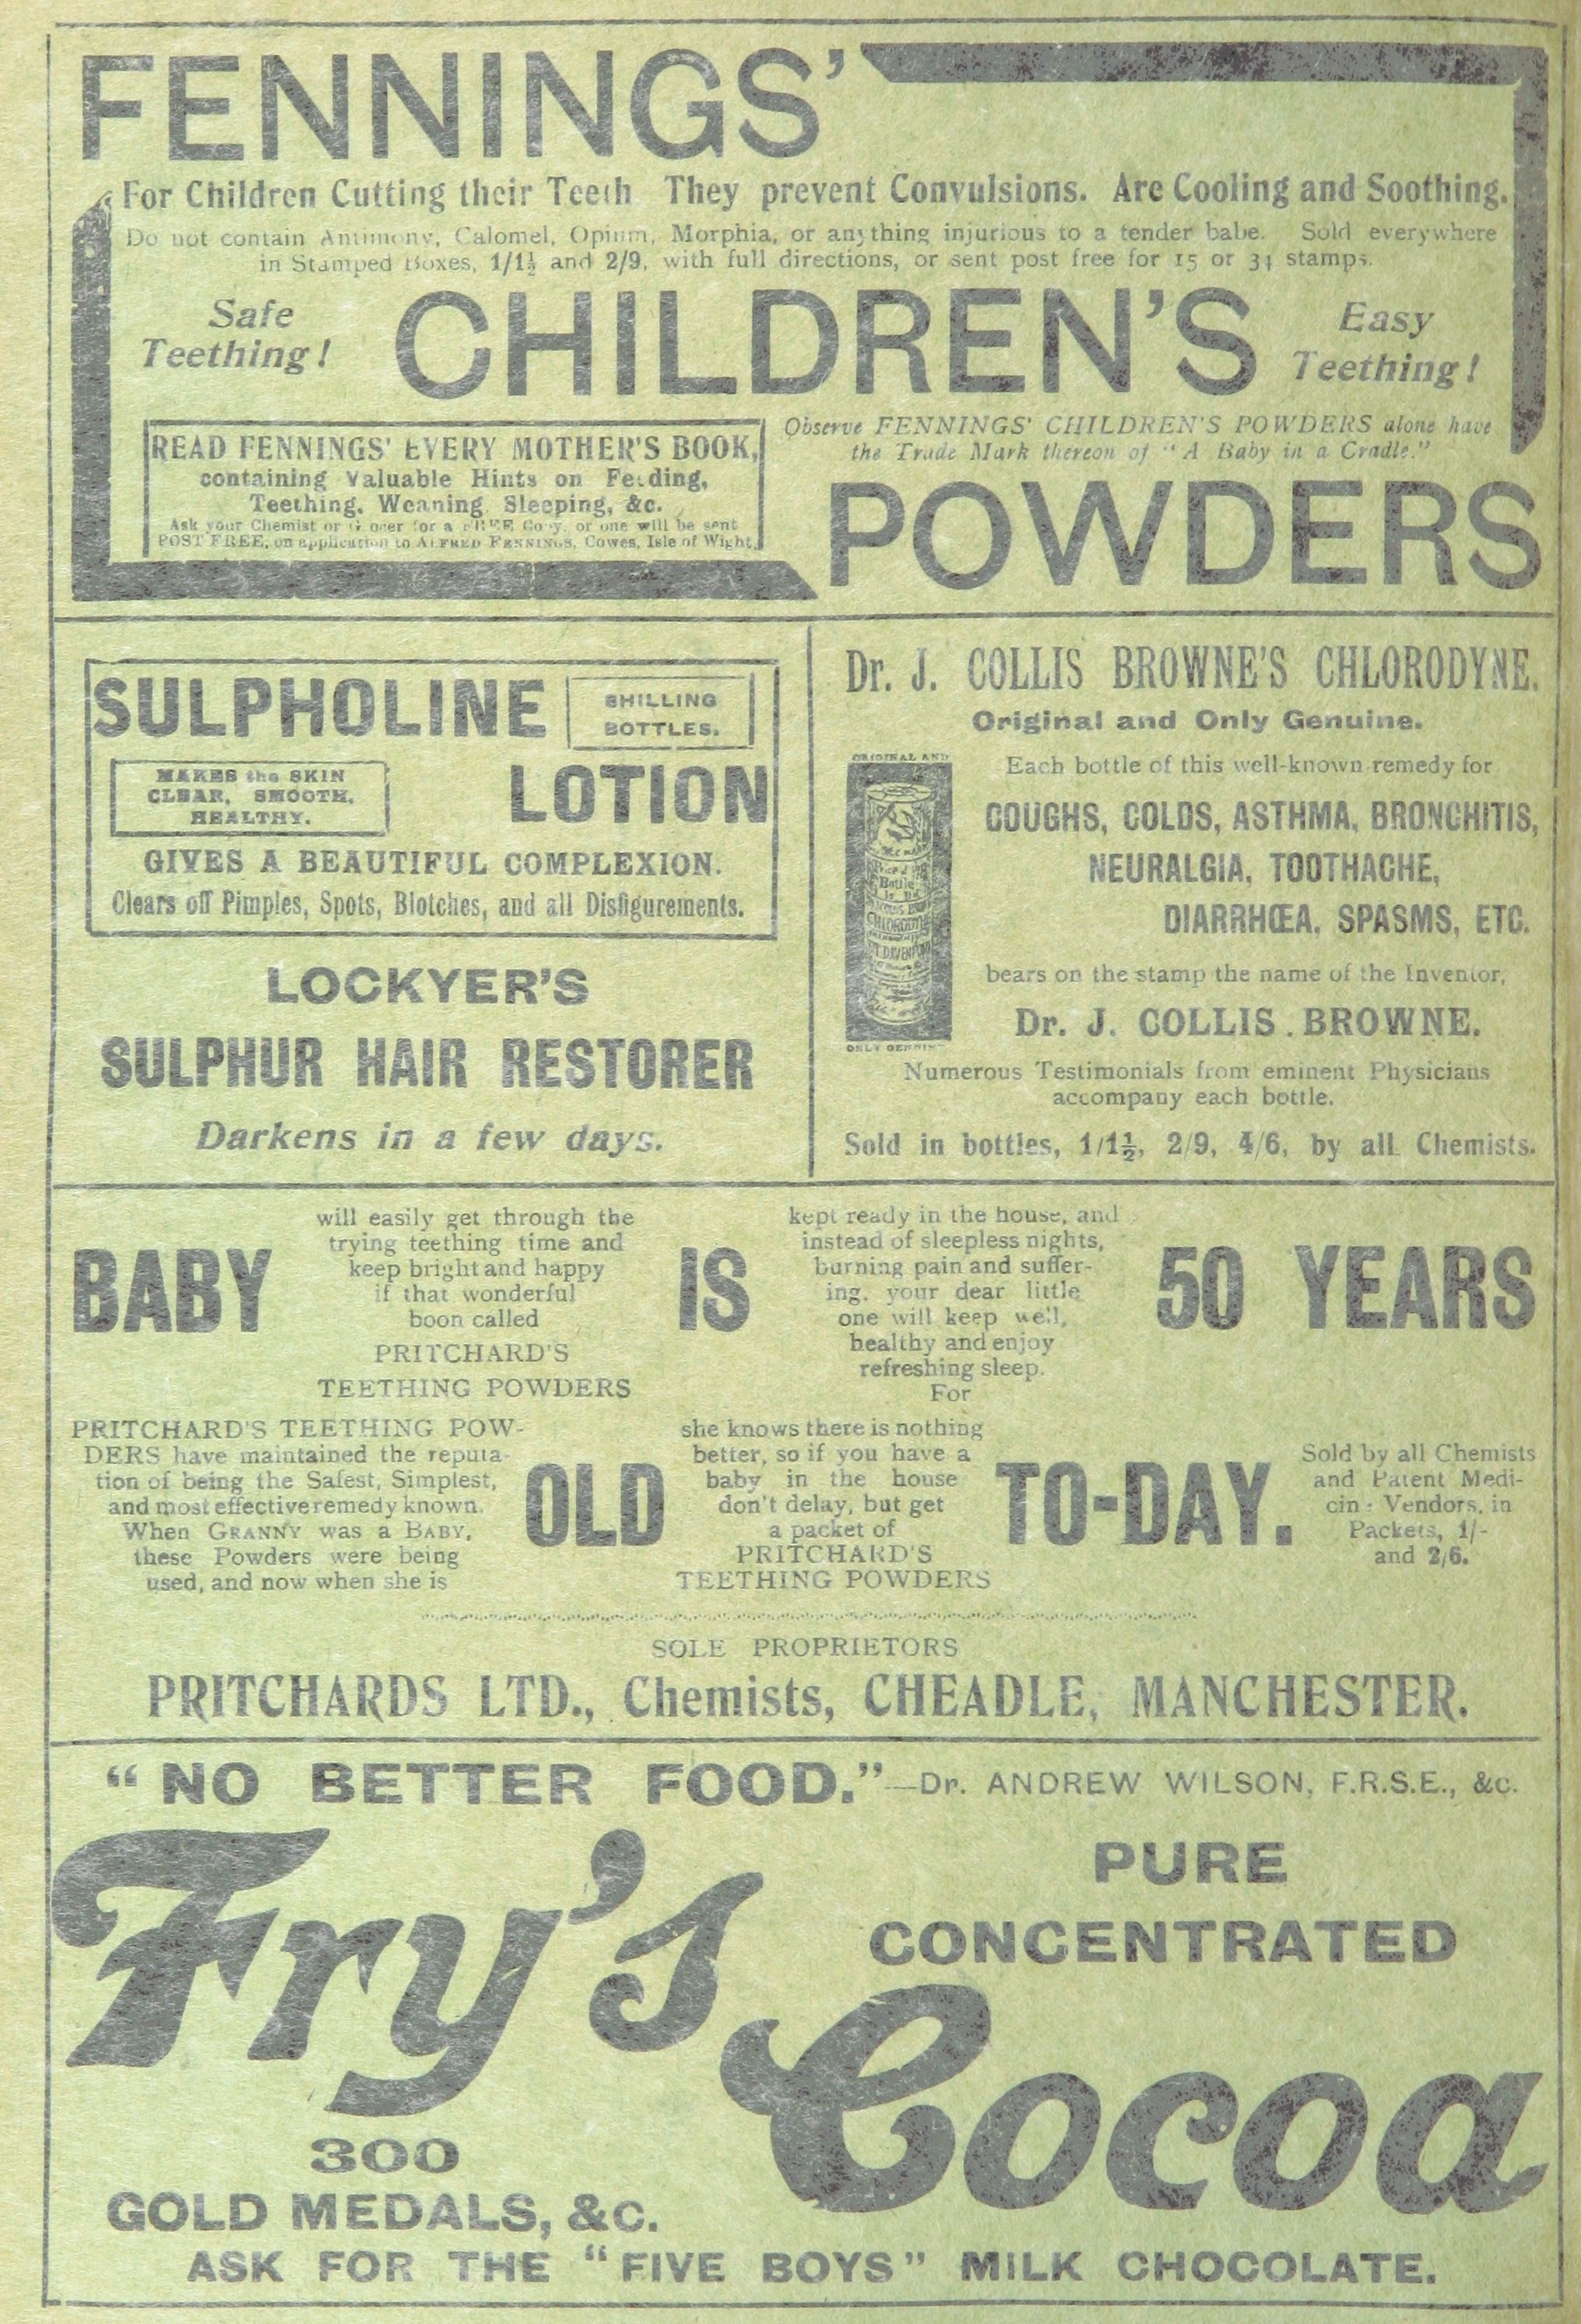 FENNINGS'
For Children Cutting their Teeth They prevent Convulsions. Are Cooling and Soothing.
Do not contain Antimony, Calomel, Opium, Morphia, or anything injurious to a tender babe. Sold everywhere
in Stamped Boxes, 1/1½ and 2/9, with full directions, or sent post free for 15 or 34 stamps.
Safe
Teething!
CHILDREN'S
Easy
Teething!
READ FENNINGS' EVERY MOTHER'S BOOK,
containing Valuable Hints on Feeding,
Teething, Weaning, Sleeping, &c.
Ask your Chemist or Grocer for a FREE Copy, or one will be sent
POST FREE, on application to ALFRED FENNINGS, Cowes, Isle of Wight.
Observe FENNINGS' CHILDREN'S POWDERS alone have
the Trade Mark thereon of "A Baby in a Cradle."
POWDERS
SULPHOLINE
SHILLING
BOTTLES.
MAKES the SKIN
CLEAR, SMOOTH,
HEALTHY.
LOTION
GIVES A BEAUTIFUL COMPLEXION.
Clears off Pimples, Spots, Blotches, and all Disfigurements.
LOCKYER'S
SULPHUR HAIR RESTORER
Darkens in a few days.
Dr. J. COLLIS BROWNE'S CHLORODYNE.
Original and Only Genuine.
ORIGINAL AND
ONLY GENUINE
Each bottle of this well-known remedy for
COUGHS, COLDS, ASTHMA, BRONCHITIS,
NEURALGIA, TOOTHACHE,
DIARRHŒA, SPASMS, ETC.
bears on the stamp the name of the Inventor,
Dr. J. COLLIS BROWNE.
Numerous Testimonials from eminent Physicians
accompany each bottle.
Sold in bottles, 1/1½, 2/9, 4/6, by all Chemists.
BABY
will easily get through the
trying teething time and
keep bright and happy
if that wonderful
boon called
PRITCHARD'S
TEETHING POWDERS
IS
kept ready in the house, and
instead of sleepless nights,
burning pain and suffer-
ing, your dear little
one will keep well,
healthy and enjoy
refreshing sleep.
For
50 YEARS
PRITCHARD'S TEETHING POW-
DERS have maintained the reputa-
tion of being the Safest, Simplest,
and most effective remedy known.
When GRANNY was a BABY,
these Powders were being
used, and now when she is
OLD
she knows there is nothing
better, so if you have a
baby in the house
don't delay, but get
a packet of
PRITCHARD'S
TEETHING POWDERS
TO-DAY.
Sold by all Chemists
and Patent Medi-
cine Vendors, in
Packets, 1/-
and 2/6.
SOLE PROPRIETORS
PRITCHARDS LTD., Chemists, CHEADLE, MANCHESTER.
"NO BETTER FOOD."—Dr. ANDREW WILSON, F.R.S.E., &c.
Fry's
PURE
CONCENTRATED
Cocoa
300
GOLD MEDALS, &c.
ASK FOR THE "FIVE BOYS" MILK CHOCOLATE.